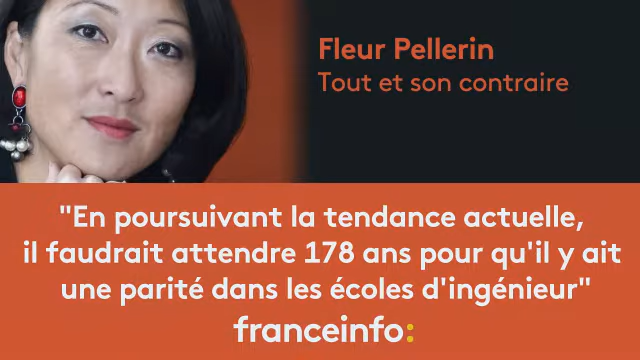 Fleur Pellerin
Tout et son contraire
"En poursuivant la tendance actuelle,
il faudrait attendre 178 ans pour qu'il y ait
une parité dans les écoles d'ingénieur"
franceinfo: